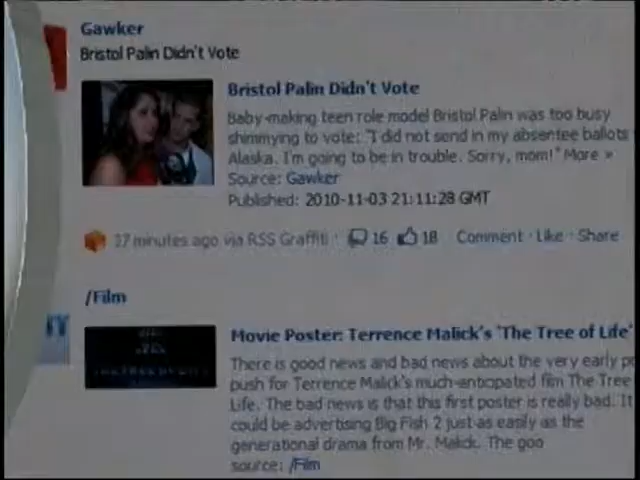 Gawker
Bristol Palin Didn't Vote
Bristol Palin Didn't Vote
Baby-making teen role model Bristol Palin was too busy
shimmying to vote: "I did not send in my absentee ballots
Alaska. I'm going to be in trouble. Sorry, mom!" More »
Source: Gawker
Published: 2010-11-03 21:11:28 GMT
minutes ago via RSS Graffiti · 16 18 Comment · Like · Share
/Film
Movie Poster: Terrence Malick's 'The Tree of Life'
There is good news and bad news about the very early
push for Terrence Malick's much-anticipated film The Tree
Life. The bad news is that this first poster is really bad. It
could be advertising Big Fish 2 just as easily as the
generational drama from Mr. Malick. The goo
source: /Film